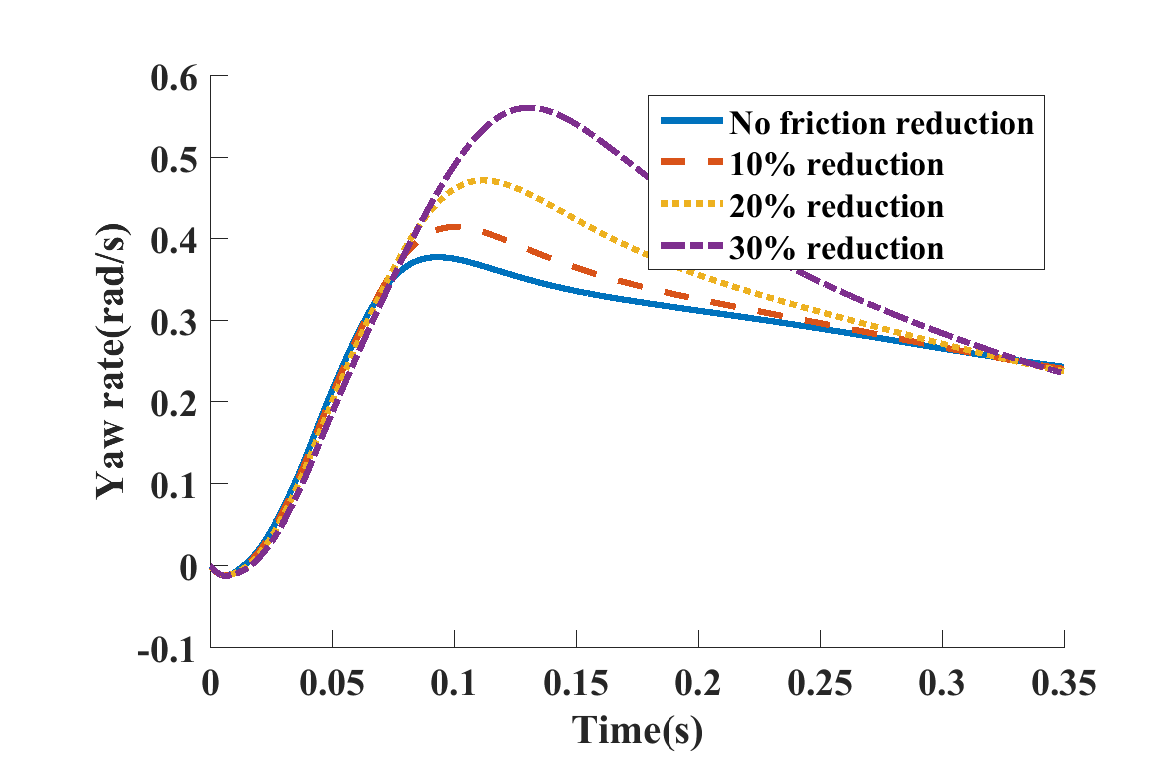 0.6
0.5
0.4
0.3
0.2
0.1
0
-0.1
Yaw rate(rad/s)
No friction reduction
10% reduction
20% reduction
30% reduction
0 0.05 0.1 0.15 0.2 0.25 0.3 0.35
Time(s)